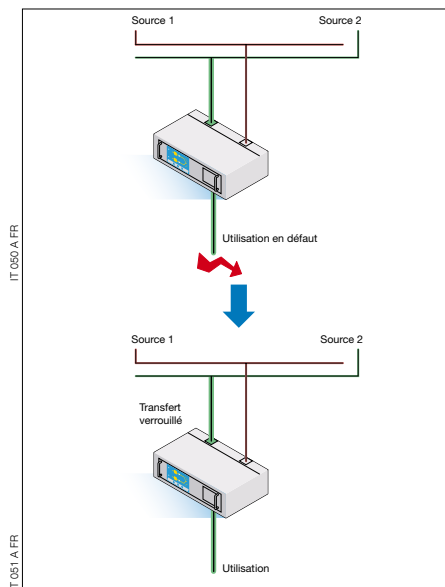 Source 1
Source 2
Utilisation en défaut
IT 050 A FR
Source 1
Source 2
Transfert
verrouillé
Utilisation
IT 051 A FR